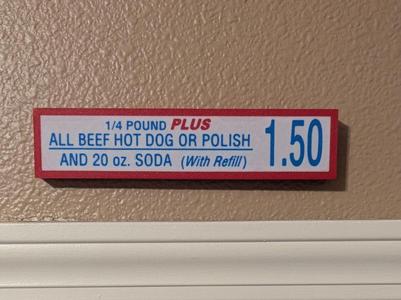 1/4 POUND PLUS
ALL BEEF HOT DOG OR POLISH
AND 20 oz. SODA (With Refill)
1.50